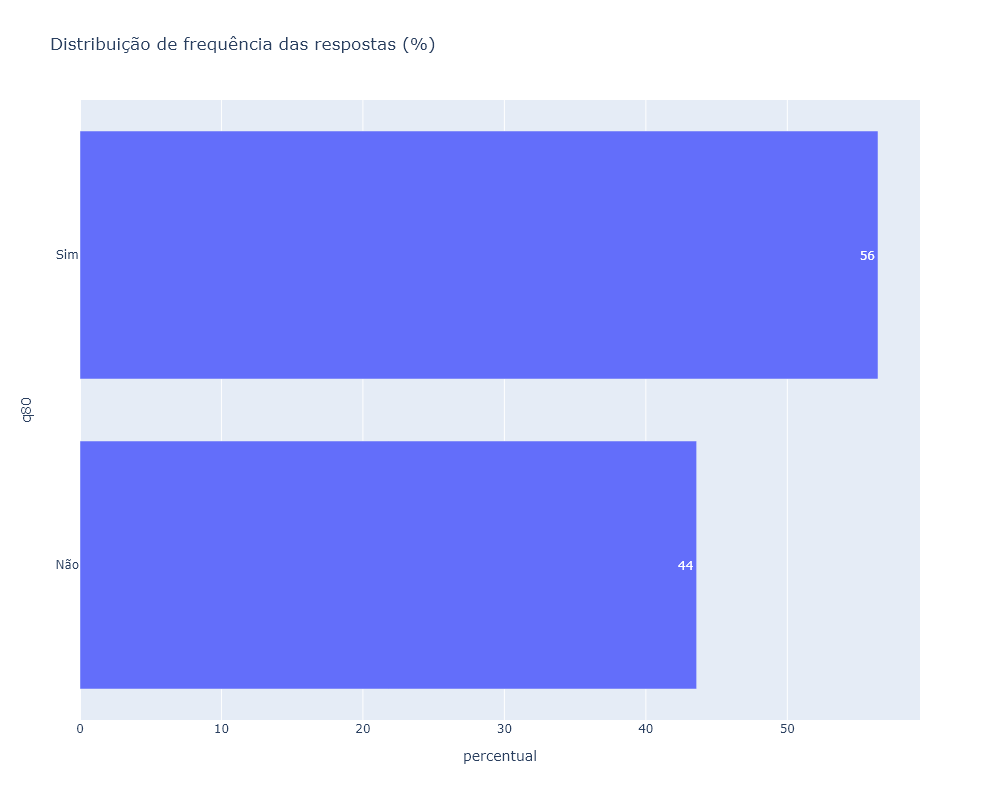 Distribuição de frequência das respostas (%)
Sim
56
q80
Não
44
0 10 20 30 40 50
percentual